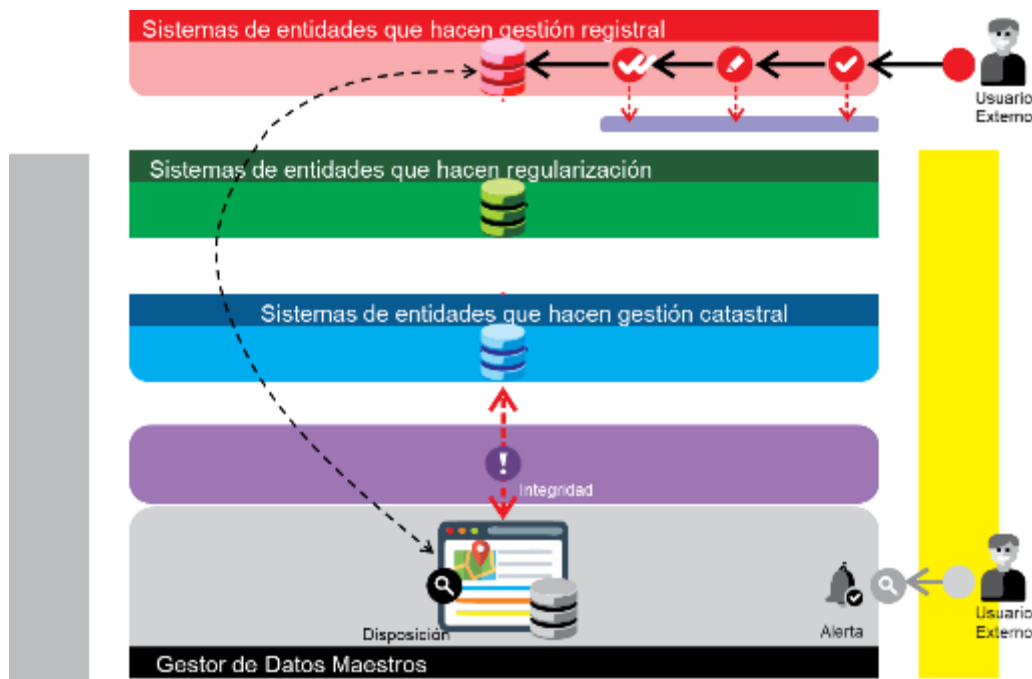 Sistemas de entidades que hacen gestión registral
Usuario
Externo
Sistemas de entidades que hacen regularización
Sistemas de entidades que hacen gestión catastral
Integridad
Disposición
Alerta
Usuario
Externo
Gestor de Datos Maestros